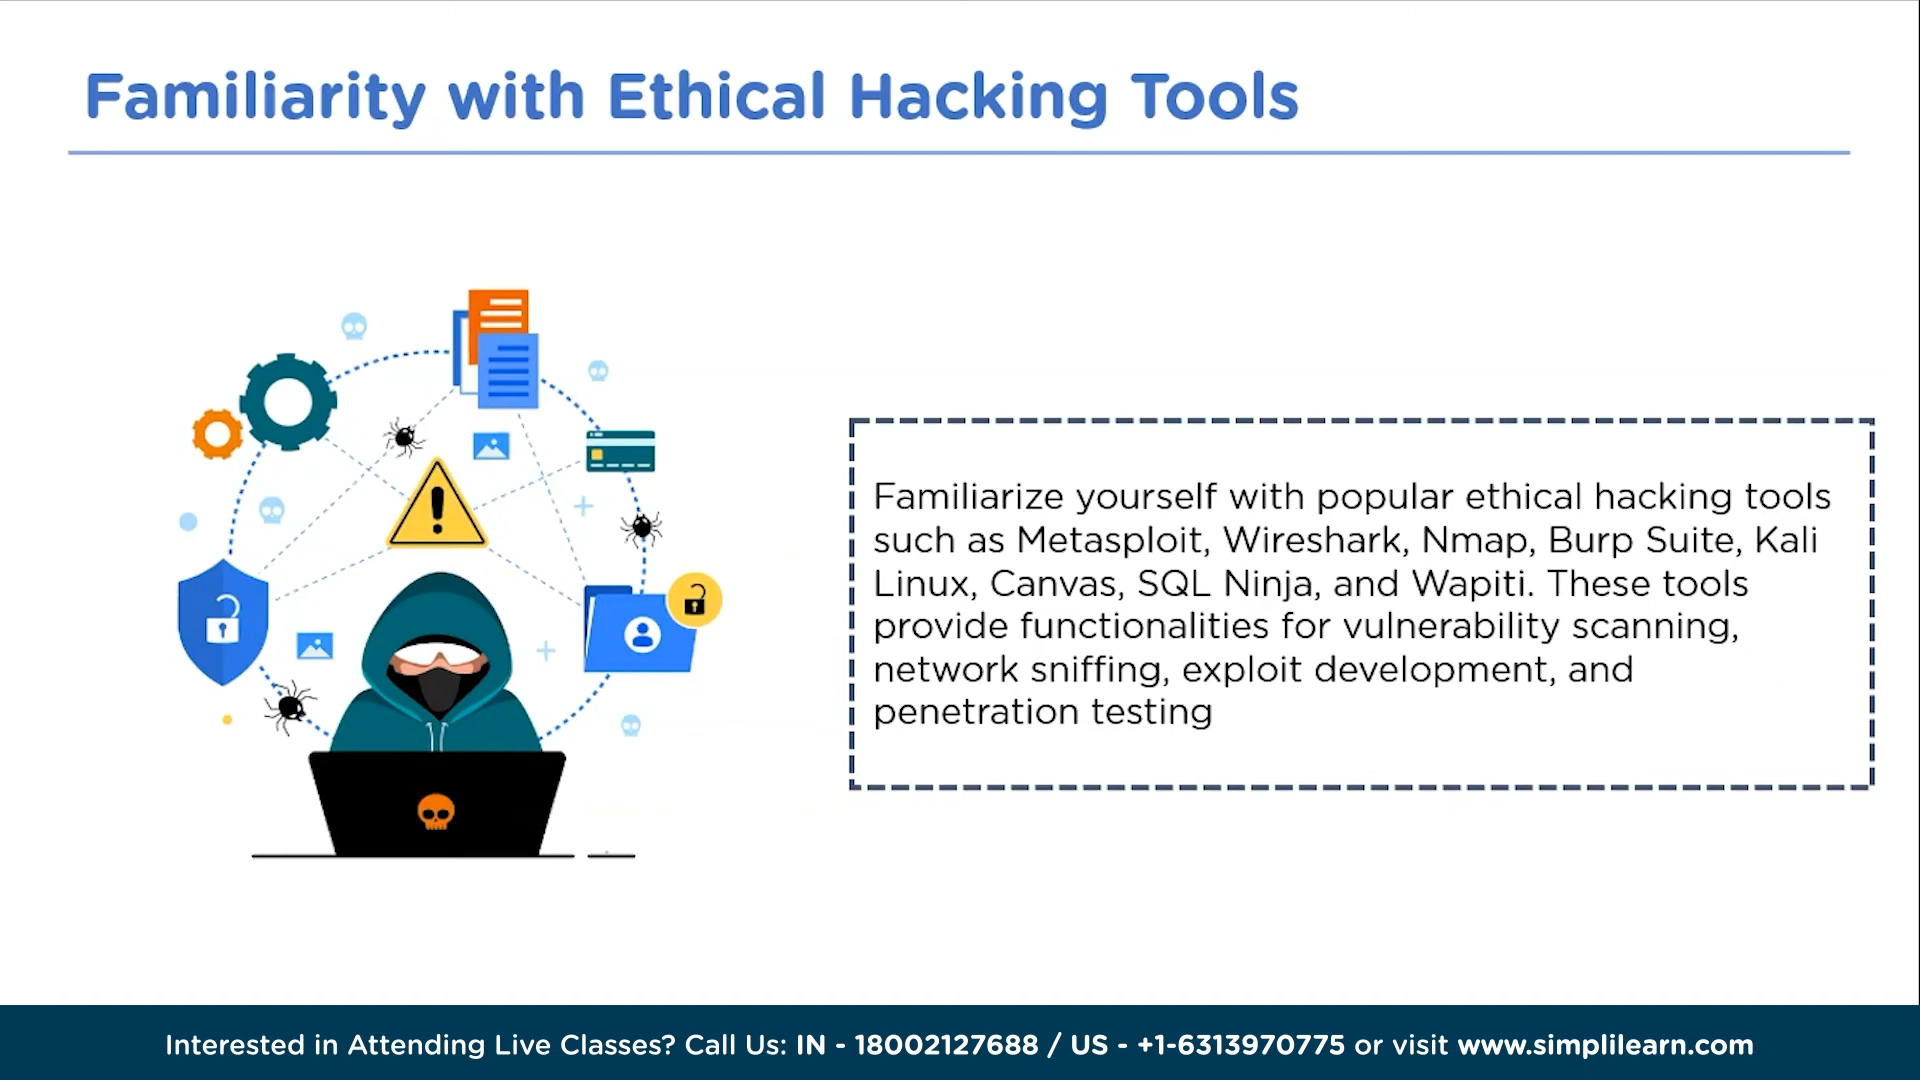 Familiarity with Ethical Hacking Tools
Familiarize yourself with popular ethical hacking tools
such as Metasploit, Wireshark, Nmap, Burp Suite, Kali
Linux, Canvas, SQL Ninja, and Wapiti. These tools
provide functionalities for vulnerability scanning,
network sniffing, exploit development, and
penetration testing
Interested in Attending Live Classes? Call Us: IN - 18002127688 / US - +1-6313970775 or visit www.simplilearn.com